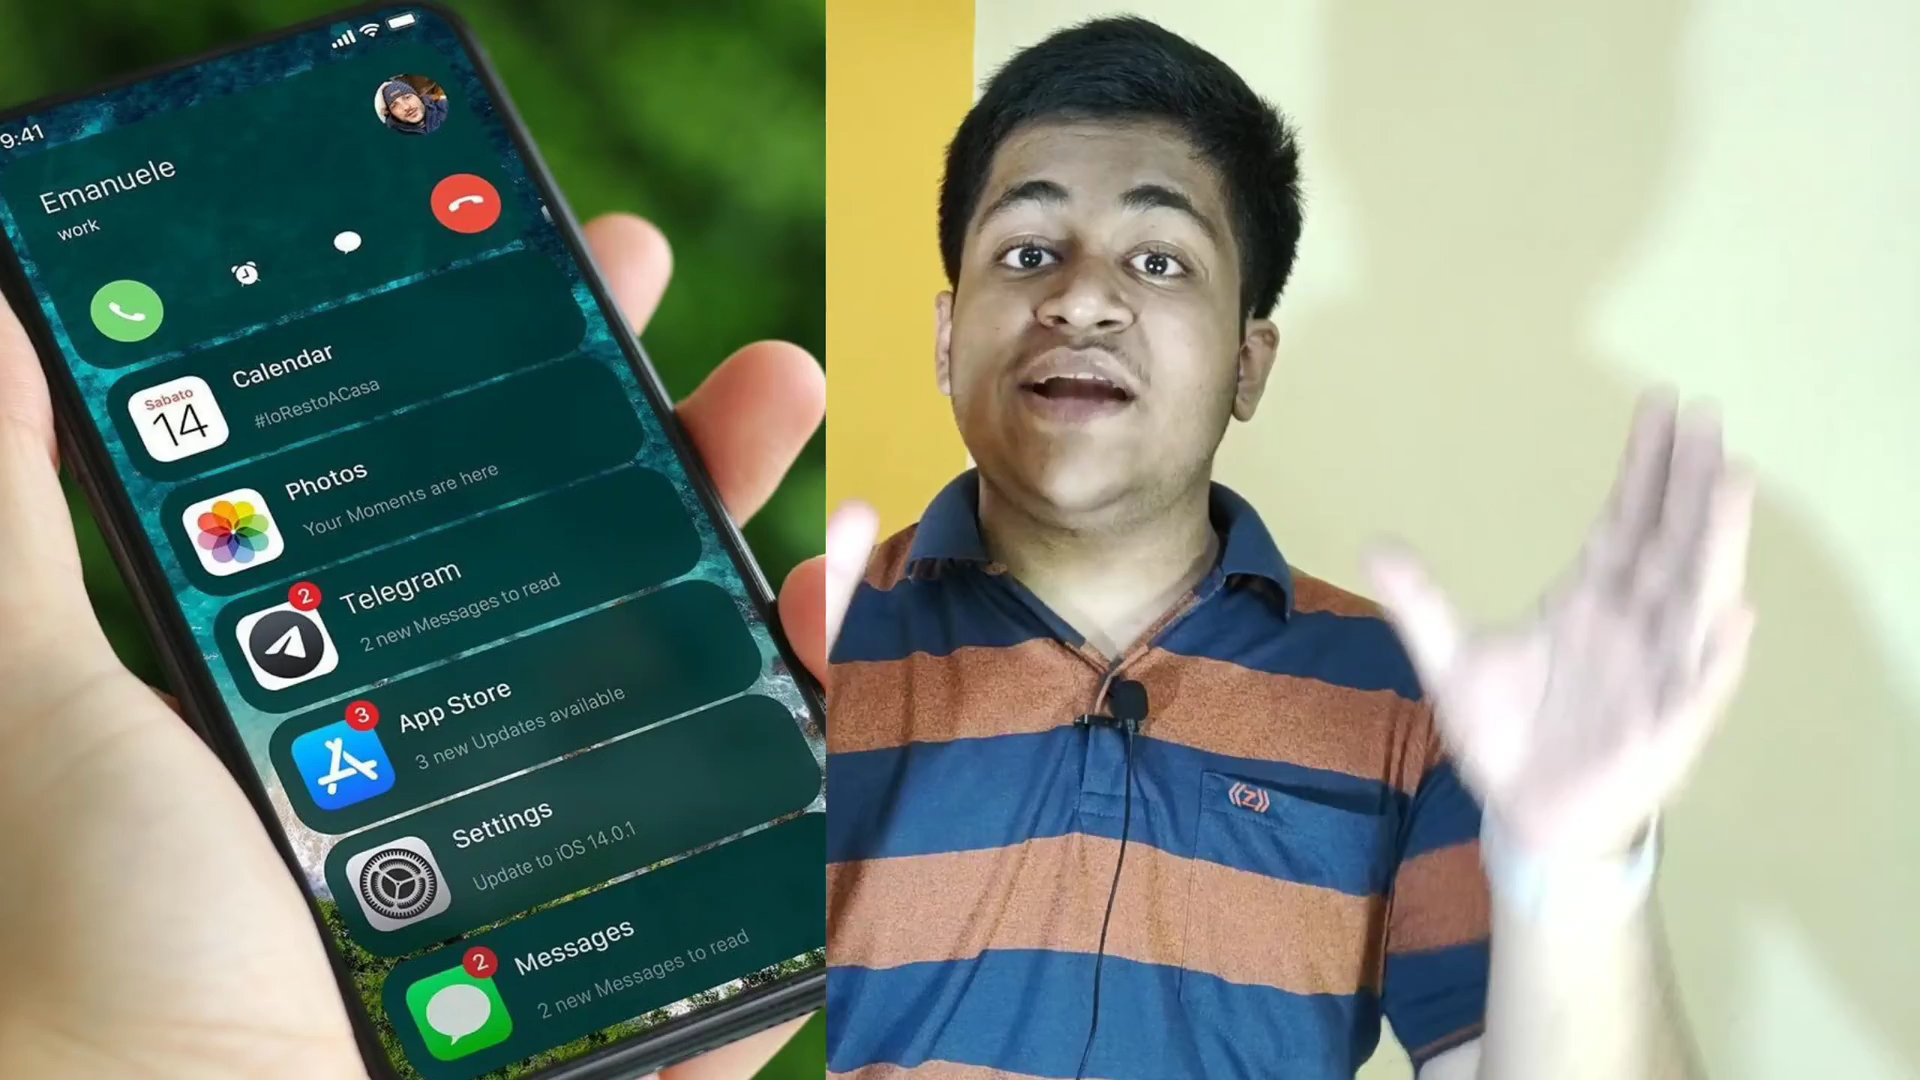 9:41
Emanuele
work
Calendar
Sabato
14
#IoRestoACasa
Photos
Your Moments are here
2
Telegram
2 new Messages to read
3
App Store
3 new Updates available
Settings
Update to iOS 14.0.1
2
Messages
2 new Messages to read
Z